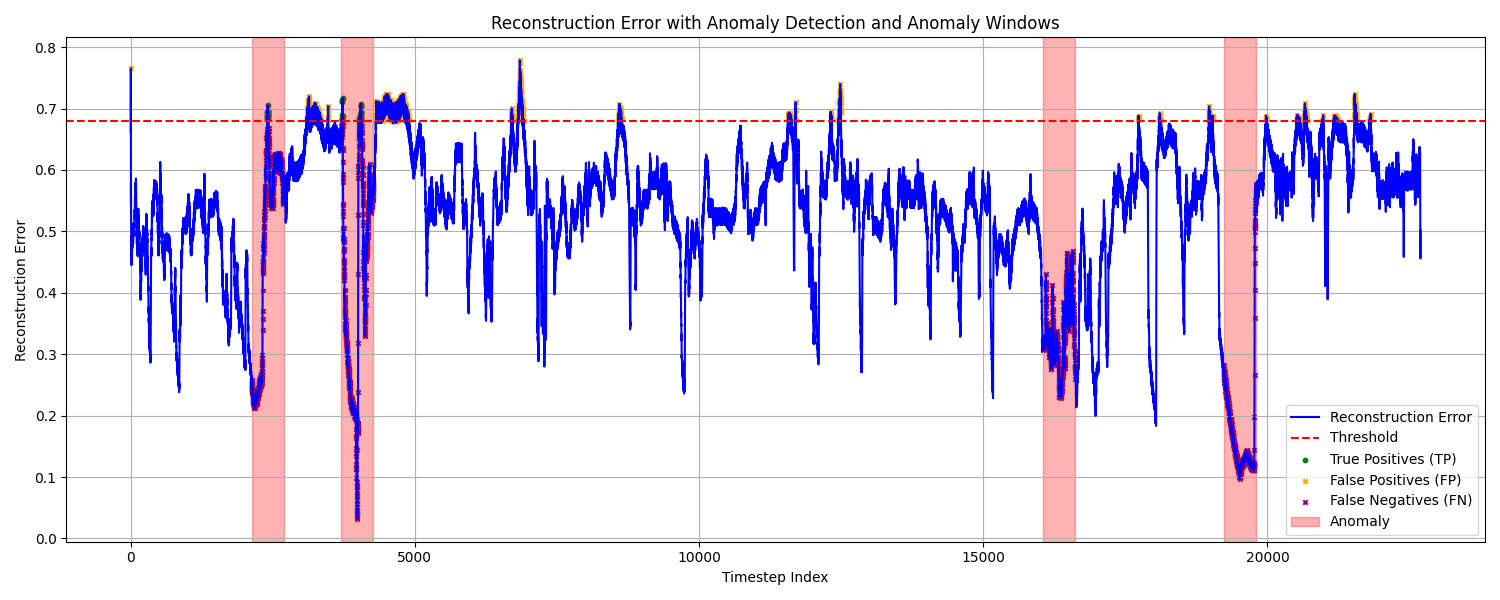 Reconstruction Error with Anomaly Detection and Anomaly Windows
Reconstruction Error
0.8
0.7
0.6
0.5
0.4
0.3
0.2
0.1
0.0
0 5000 10000 15000 20000
Timestep Index
Reconstruction Error
Threshold
True Positives (TP)
False Positives (FP)
False Negatives (FN)
Anomaly